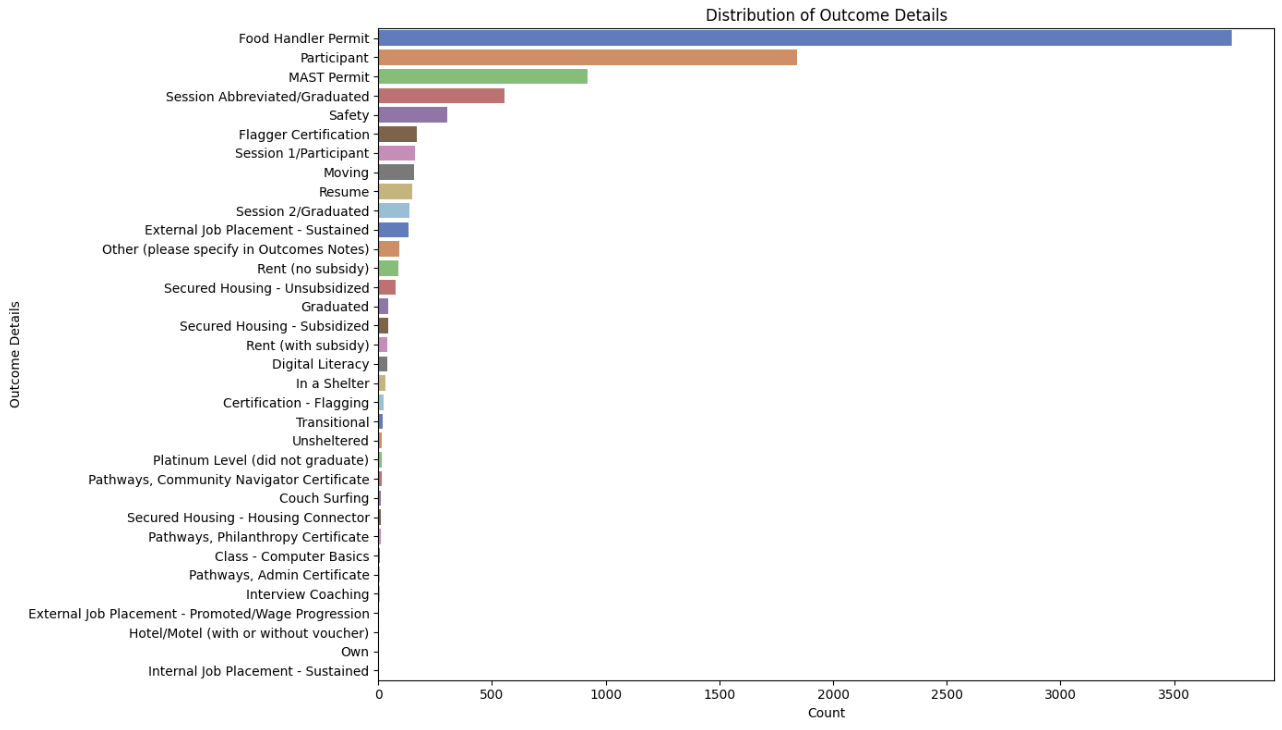 Distribution of Outcome Details
Food Handler Permit
Participant
MAST Permit
Session Abbreviated/Graduated
Safety
Flagger Certification
Session 1/Participant
Moving
Resume
Session 2/Graduated
External Job Placement - Sustained
Other (please specify in Outcomes Notes)
Rent (no subsidy)
Secured Housing - Unsubsidized
Graduated
Secured Housing - Subsidized
Rent (with subsidy)
Digital Literacy
In a Shelter
Certification - Flagging
Transitional
Unsheltered
Platinum Level (did not graduate)
Pathways, Community Navigator Certificate
Couch Surfing
Secured Housing - Housing Connector
Pathways, Philanthropy Certificate
Class - Computer Basics
Pathways, Admin Certificate
Interview Coaching
External Job Placement - Promoted/Wage Progression
Hotel/Motel (with or without voucher)
Own
Internal Job Placement - Sustained
Outcome Details
0 500 1000 1500 2000 2500 3000 3500
Count